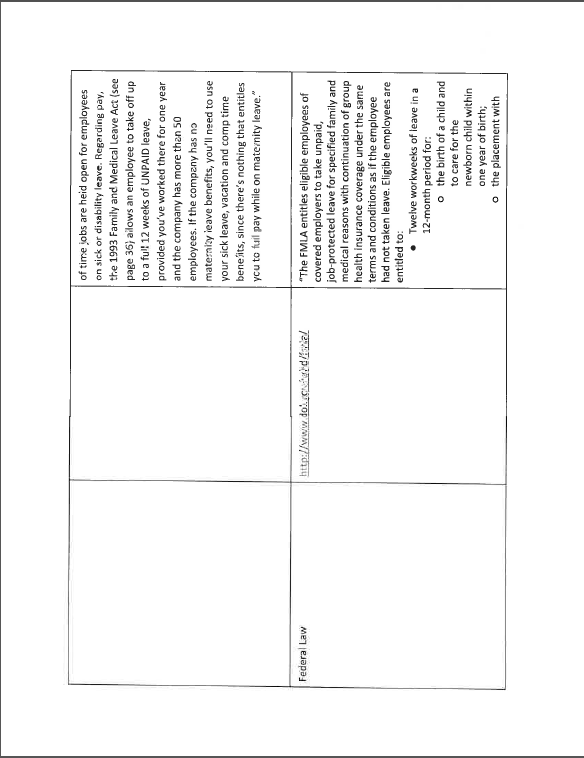 of time jobs are held open for employees
on sick or disability leave. Regarding pay,
the 1993 Family and Medical Leave Act (see
page 36) allows an employee to take off up
to a full 12 weeks of UNPAID leave,
provided you've worked there for one year
and the company has more than 50
employees. If the company has no
maternity leave benefits, you'll need to use
your sick leave, vacation and comp time
benefits, since there's nothing that entitles
you to full pay while on maternity leave."
Federal Law
http://www.dol.gov/whd/fmla/
"The FMLA entitles eligible employees of
covered employers to take unpaid,
job-protected leave for specified family and
medical reasons with continuation of group
health insurance coverage under the same
terms and conditions as if the employee
had not taken leave. Eligible employees are
entitled to:
● Twelve workweeks of leave in a
12-month period for:
o the birth of a child and
to care for the
newborn child within
one year of birth;
o the placement with